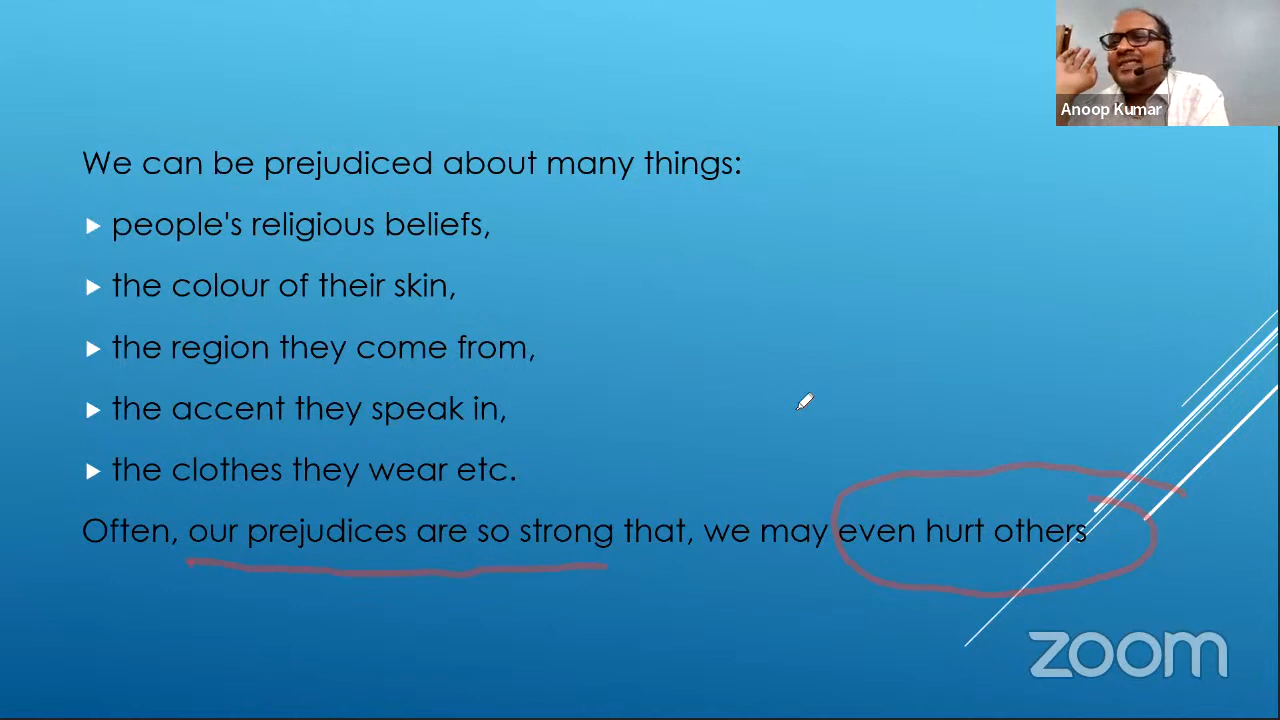 Anoop Kumar
We can be prejudiced about many things:
people's religious beliefs,
the colour of their skin,
the region they come from,
the accent they speak in,
the clothes they wear etc.
Often, our prejudices are so strong that, we may even hurt others
zoom